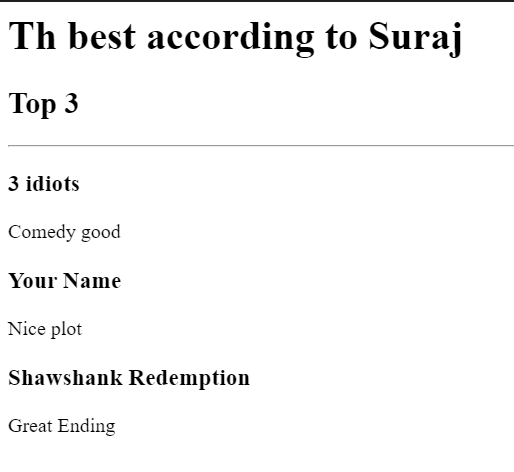 Th best according to Suraj
Top 3
3 idiots
Comedy good
Your Name
Nice plot
Shawshank Redemption
Great Ending